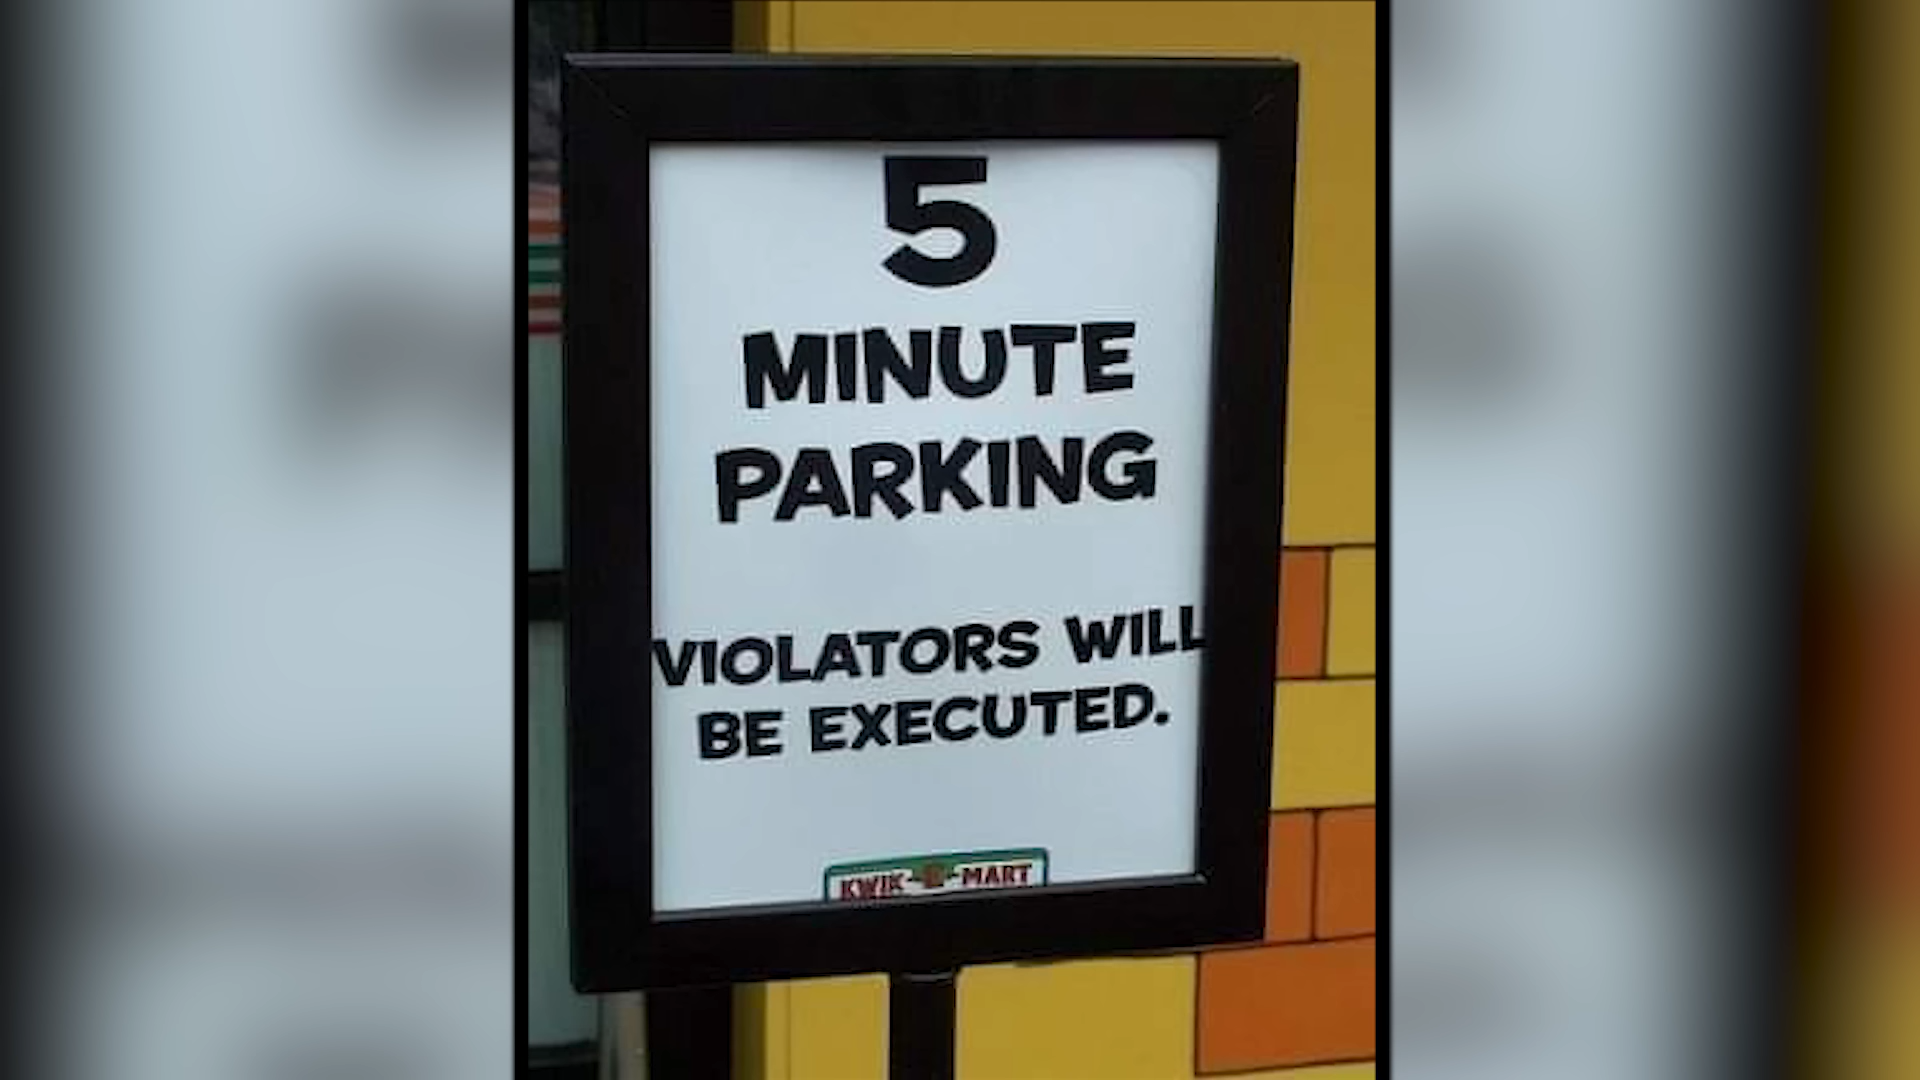 5
MINUTE
PARKING
VIOLATORS WILL
BE EXECUTED.
KWIK-E-MART